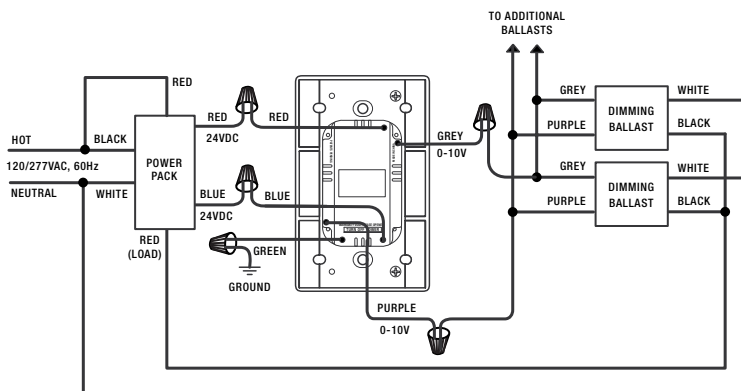 TO ADDITIONAL
BALLASTS
RED
RED
RED
24VDC
GREY
WHITE
HOT
BLACK
GREY
0-10V
PURPLE
DIMMING
BALLAST
BLACK
120/277VAC, 60Hz
POWER
PACK
GREY
WHITE
NEUTRAL
WHITE
BLUE
24VDC
BLUE
PURPLE
DIMMING
BALLAST
BLACK
RED
(LOAD)
GREEN
GROUND
PURPLE
0-10V